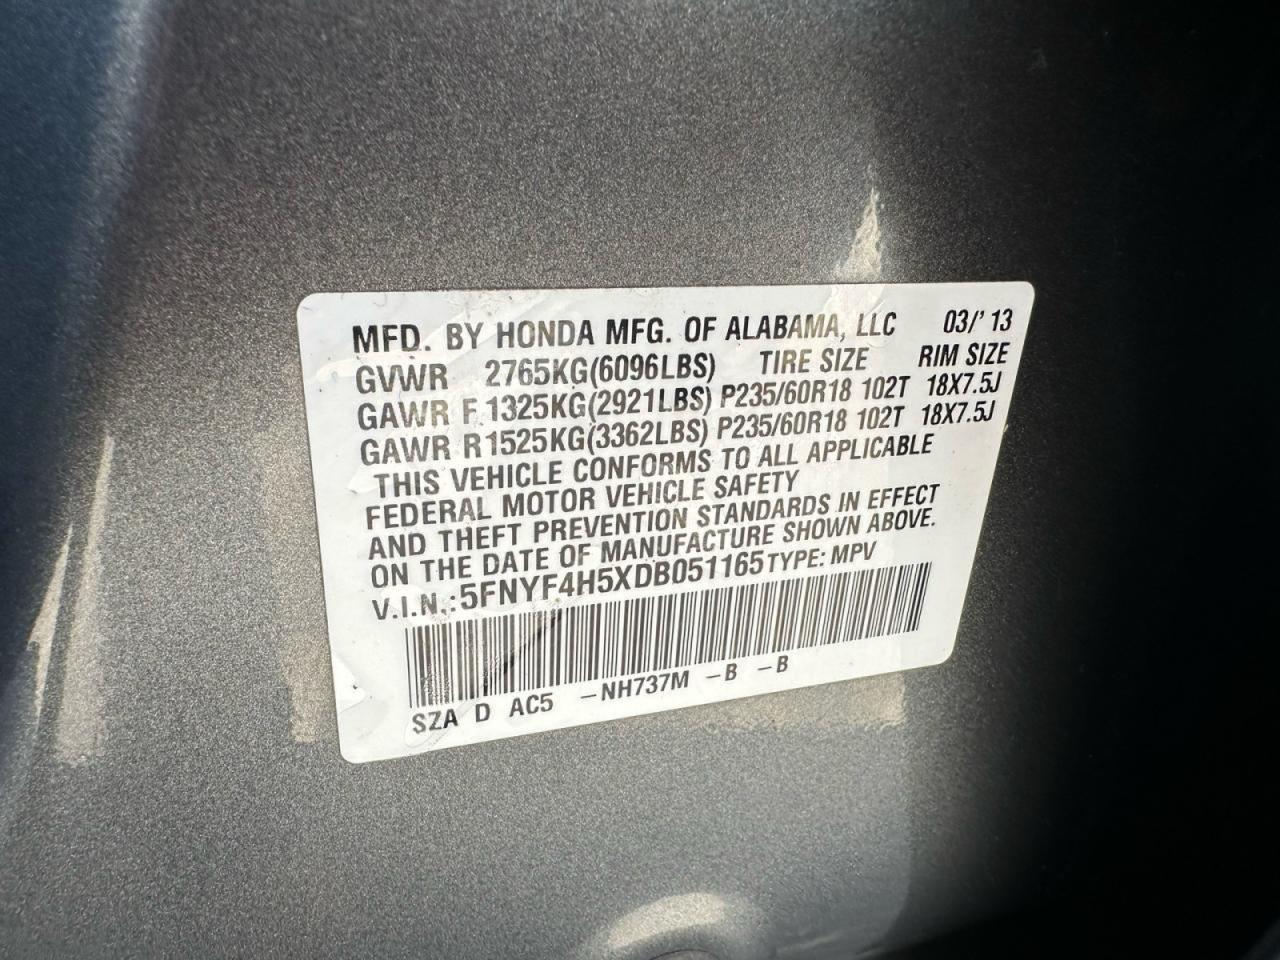 MFD. BY HONDA MFG. OF ALABAMA, LLC 03/' 13
GVWR 2765KG(6096LBS) TIRE SIZE RIM SIZE
GAWR F 1325KG(2921LBS) P235/60R18 102T 18X7.5J
GAWR R 1525KG(3362LBS) P235/60R18 102T 18X7.5J
THIS VEHICLE CONFORMS TO ALL APPLICABLE
FEDERAL MOTOR VEHICLE SAFETY
AND THEFT PREVENTION STANDARDS IN EFFECT
ON THE DATE OF MANUFACTURE SHOWN ABOVE.
V.I.N.: 5FNYF4H5XDB051165 TYPE: MPV
SZA D AC5 -NH737M -B -B